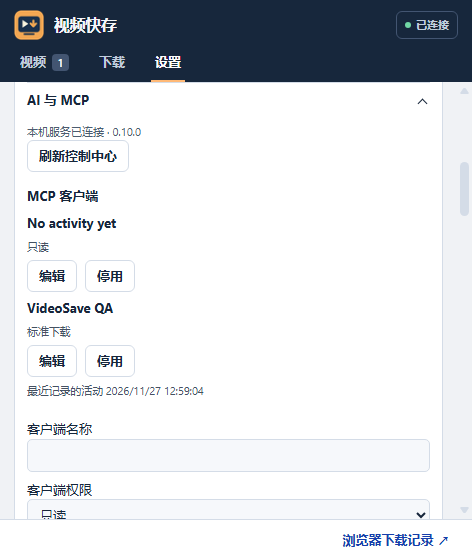 视频快存
已连接
视频 1 下载 设置
AI 与 MCP
本机服务已连接 · 0.10.0
刷新控制中心
MCP 客户端
No activity yet
只读
编辑 停用
VideoSave QA
标准下载
编辑 停用
最近记录的活动 2026/11/27 12:59:04
客户端名称
客户端权限
只读
浏览器下载记录 ↗